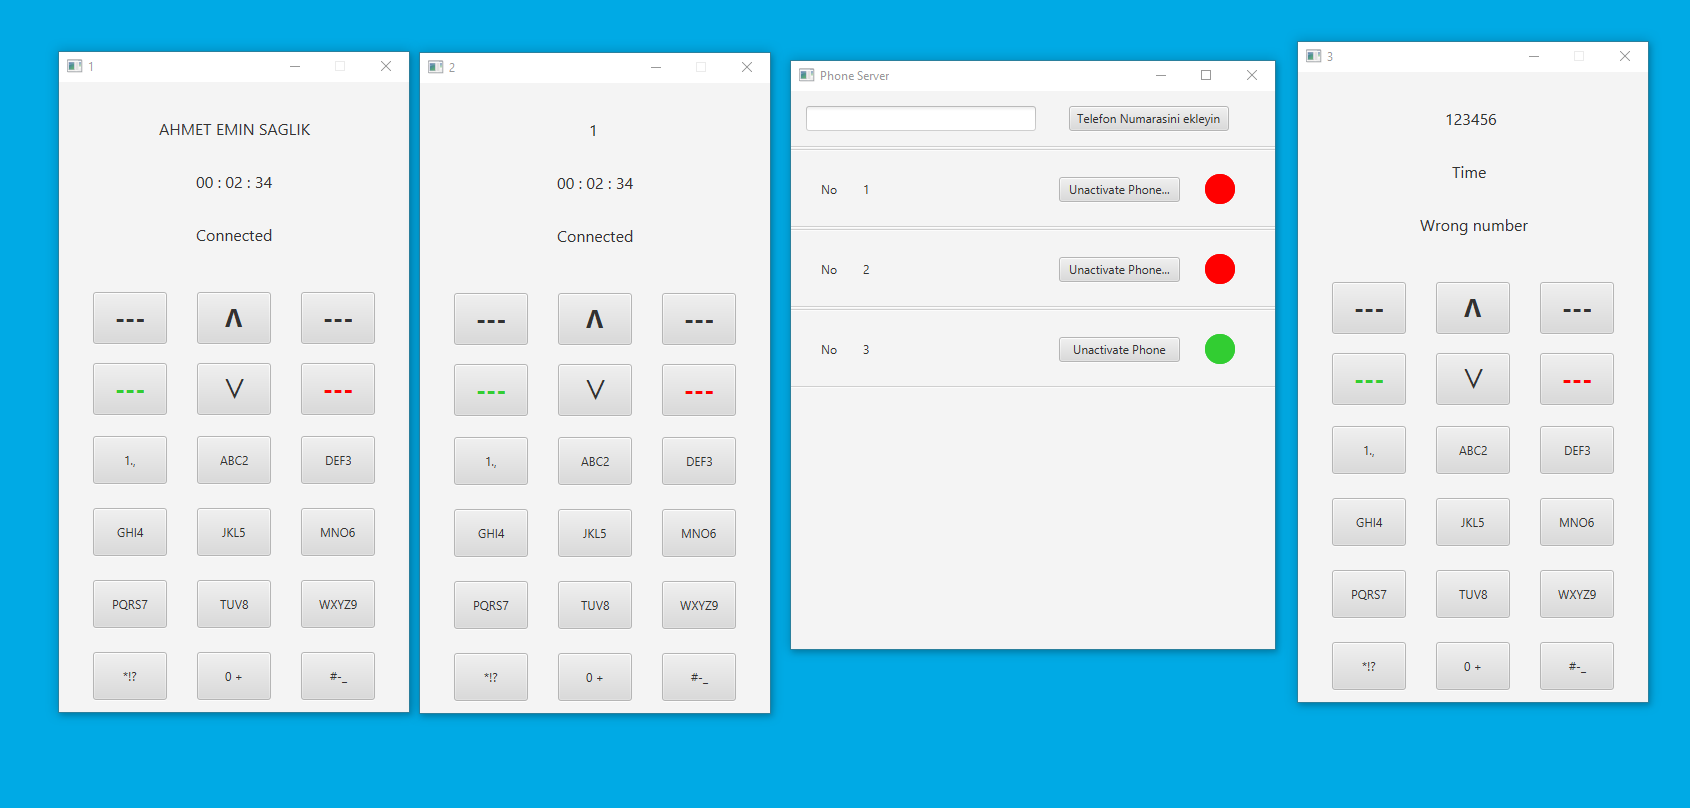 1
AHMET EMIN SAGLIK
00 : 02 : 34
Connected
--- Λ ---
--- V ---
1., ABC2 DEF3
GHI4 JKL5 MNO6
PQRS7 TUV8 WXYZ9
*!? 0 + #-_
2
1
00 : 02 : 34
Connected
--- Λ ---
--- V ---
1., ABC2 DEF3
GHI4 JKL5 MNO6
PQRS7 TUV8 WXYZ9
*!? 0 + #-_
Phone Server
Telefon Numarasini ekleyin
No 1 Unactivate Phone...
No 2 Unactivate Phone...
No 3 Unactivate Phone
3
123456
Time
Wrong number
--- Λ ---
--- V ---
1., ABC2 DEF3
GHI4 JKL5 MNO6
PQRS7 TUV8 WXYZ9
*!? 0 + #-_